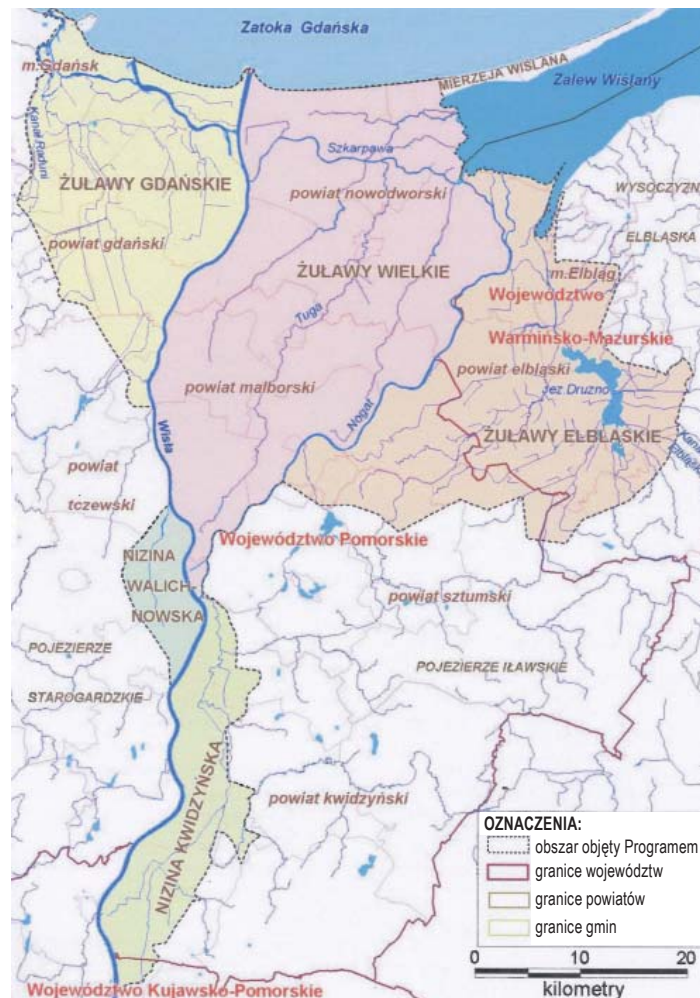 Zatoka Gdańska
m.Gdańsk
MIERZEJA WIŚLANA
Zalew Wiślany
Kanał Raduni
Szkarpawa
ŻUŁAWY GDAŃSKIE
powiat nowodworski
WYSOCZYZN
ELBLĄSKA
powiat gdański
ŻUŁAWY WIELKIE
m.Elbląg
Województwo
Warmińsko-Mazurskie
Tuga
powiat elbląski
powiat malborski
Jez Druzno
Nogat
Wisła
ŻUŁAWY ELBLĄSKIE
powiat
tczewski
Województwo Pomorskie
NIZINA
WALICH-
NOWSKA
powiat sztumski
POJEZIERZE
STAROGARDZKIE
POJEZIERZE IŁAWSKIE
NIZINA KWIDZYŃSKA
powiat kwidzyński
OZNACZENIA:
obszar objęty Programem
granice województw
granice powiatów
granice gmin
0 10 20
kilometry
Województwo Kujawsko-Pomorskie